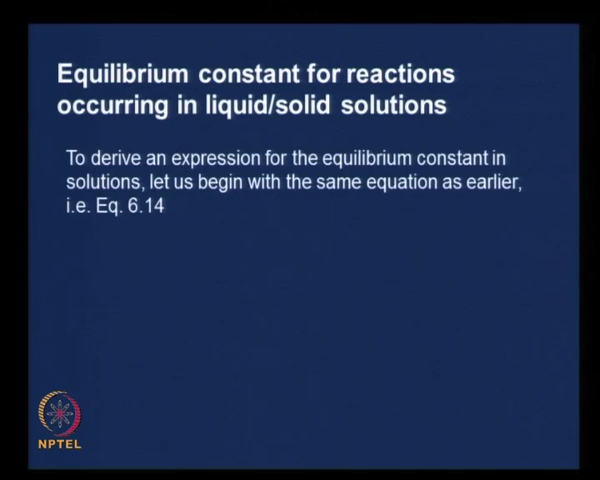 Equilibrium constant for reactions
occurring in liquid/solid solutions
To derive an expression for the equilibrium constant in
solutions, let us begin with the same equation as earlier,
i.e. Eq. 6.14
NPTEL